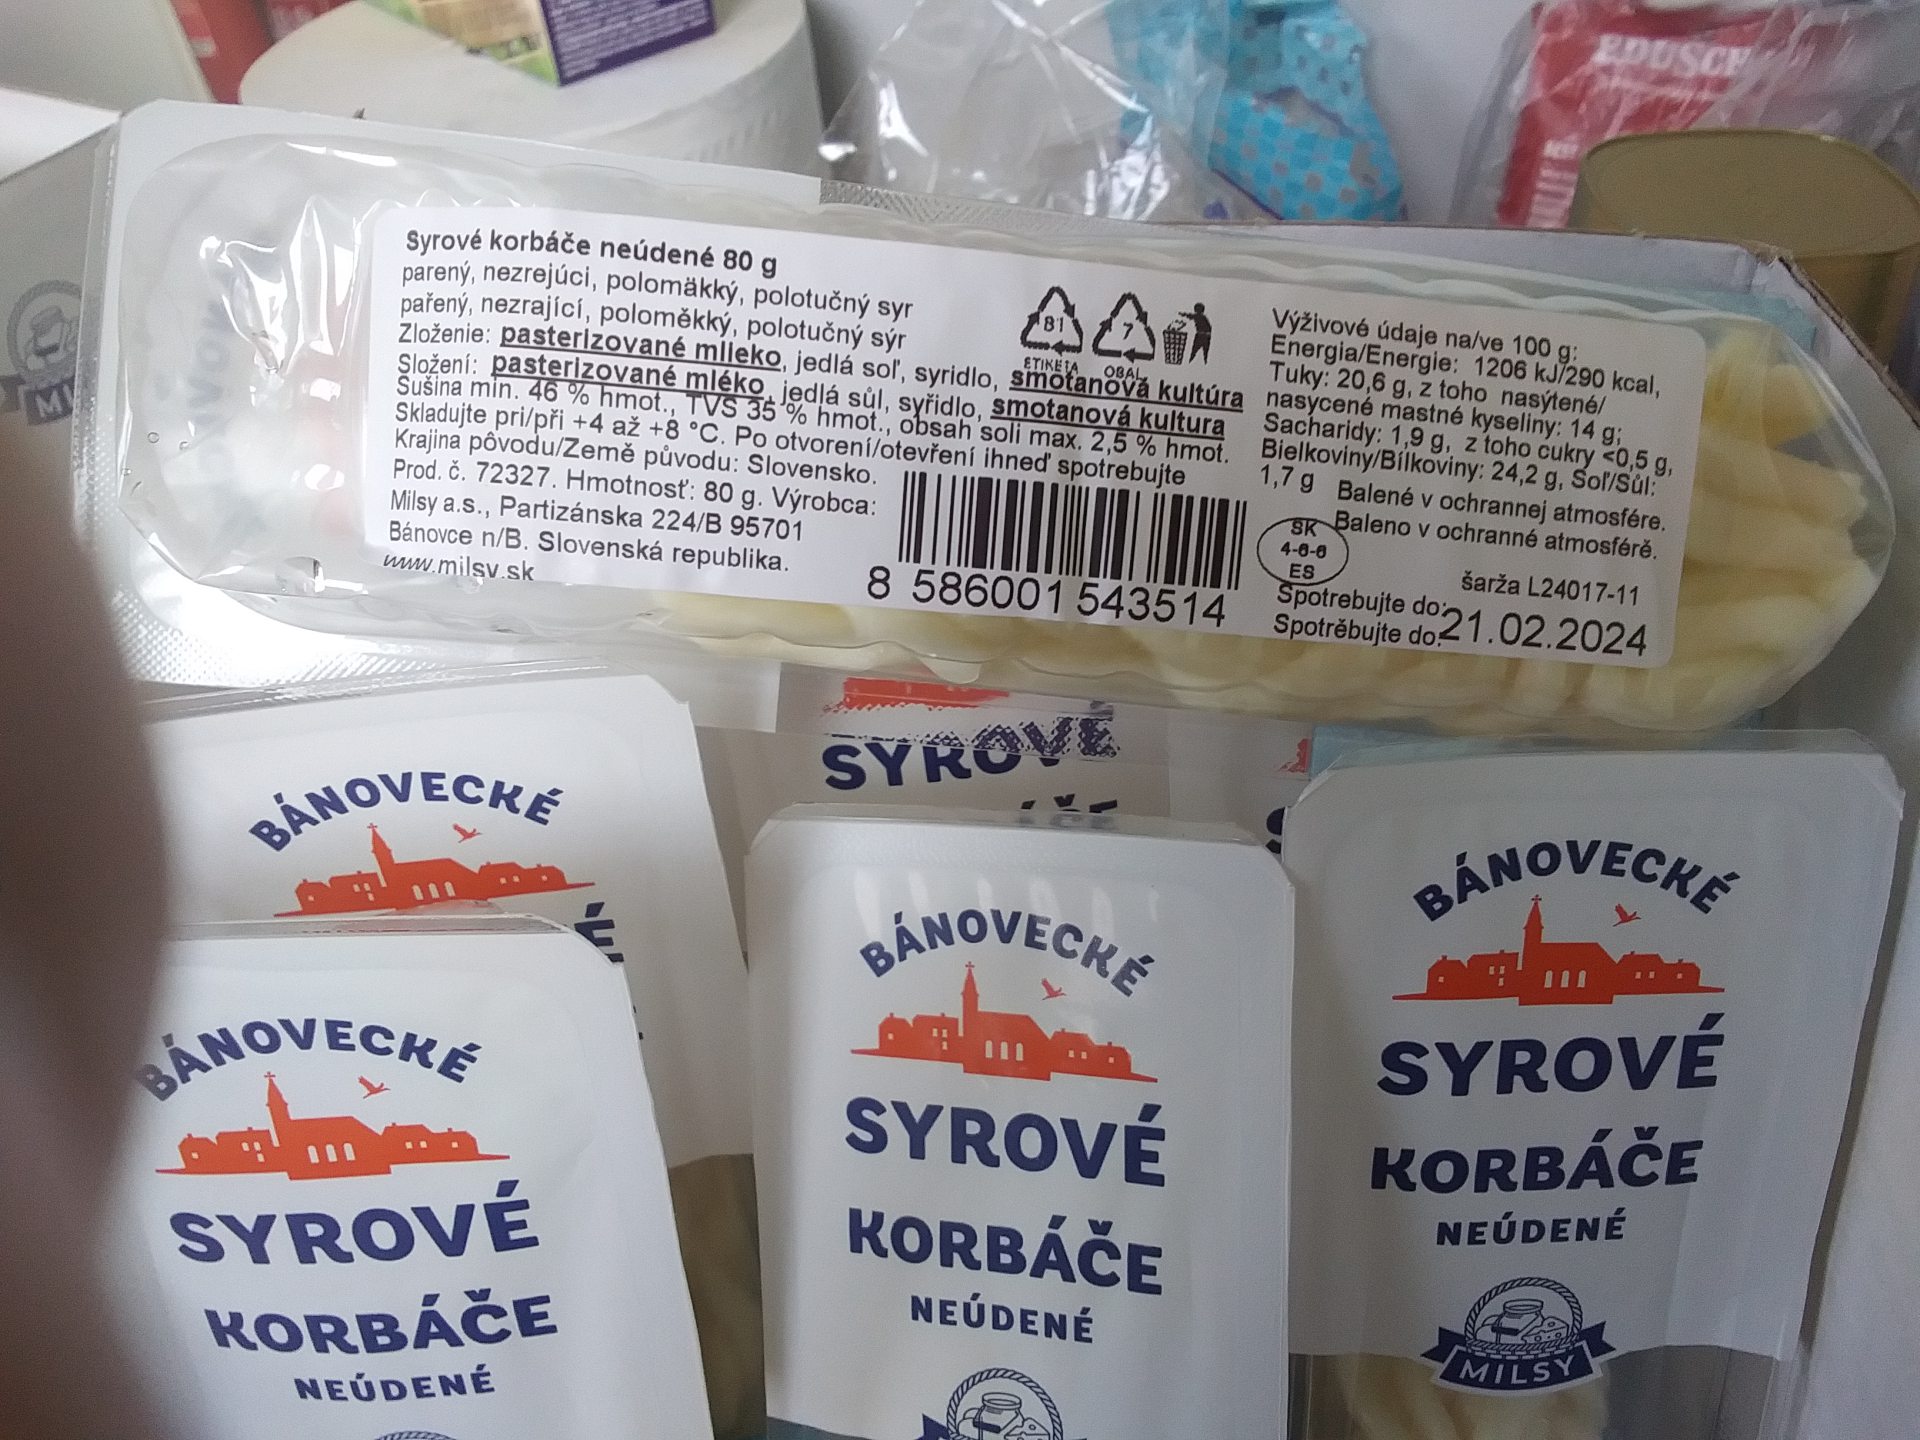 EDUSCH
Syrové korbáče neúdené 80 g
parený, nezrejúci, polomäkký, polotučný syr
pařený, nezrající, poloměkký, polotučný sýr
Zloženie: pasterizované mlieko, jedlá soľ, syridlo, smotanová kultúra
Složení: pasterizované mléko, jedlá sůl, syřidlo, smotanová kultura
Sušina min. 46 % hmot., TVS 35 % hmot., obsah soli max. 2,5 % hmot.
Skladujte pri/při +4 až +8 °C. Po otvorení/otevření ihneď spotrebujte
Krajina pôvodu/Země původu: Slovensko.
Prod. č. 72327. Hmotnosť: 80 g. Výrobca:
Milsy a.s., Partizánska 224/B 95701
Bánovce n/B. Slovenská republika.
www.milsy.sk
81
ETIKETA
7
OBAL
8 586001 543514
Výživové údaje na/ve 100 g:
Energia/Energie: 1206 kJ/290 kcal,
Tuky: 20,6 g, z toho nasýtené/
nasycené mastné kyseliny: 14 g;
Sacharidy: 1,9 g, z toho cukry <0,5 g,
Bielkoviny/Bílkoviny: 24,2 g, Soľ/Sůl:
1,7 g Balené v ochrannej atmosfére.
Baleno v ochranné atmosférě.
SK
4-6-6
ES
šarža L24017-11
Spotrebujte do:
Spotrěbujte do:
21.02.2024
BÁNOVECKÉ
SYROVÉ
BÁNOVECKÉ
SYROVÉ
KORBÁČE
NEÚDENÉ
BÁNOVECKÉ
SYROVÉ
KORBÁČE
NEÚDENÉ
BÁNOVECKÉ
SYROVÉ
KORBÁČE
NEÚDENÉ
MILSY